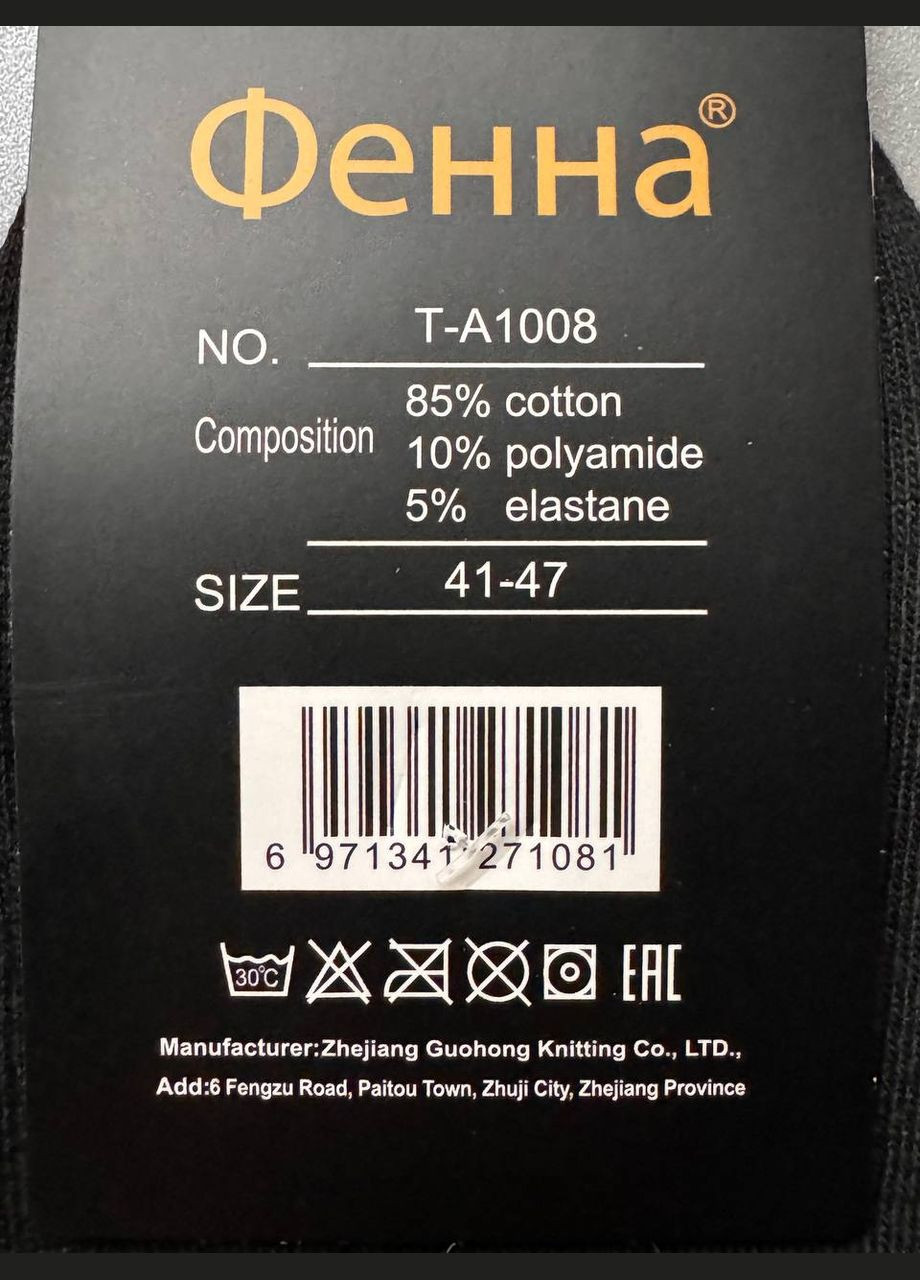 Фенна®
NO. T-A1008
Composition 85% cotton
10% polyamide
5% elastane
SIZE 41-47
6 971341 271081
30°C EAC
Manufacturer:Zhejiang Guohong Knitting Co., LTD.,
Add:6 Fengzu Road, Paitou Town, Zhuji City, Zhejiang Province